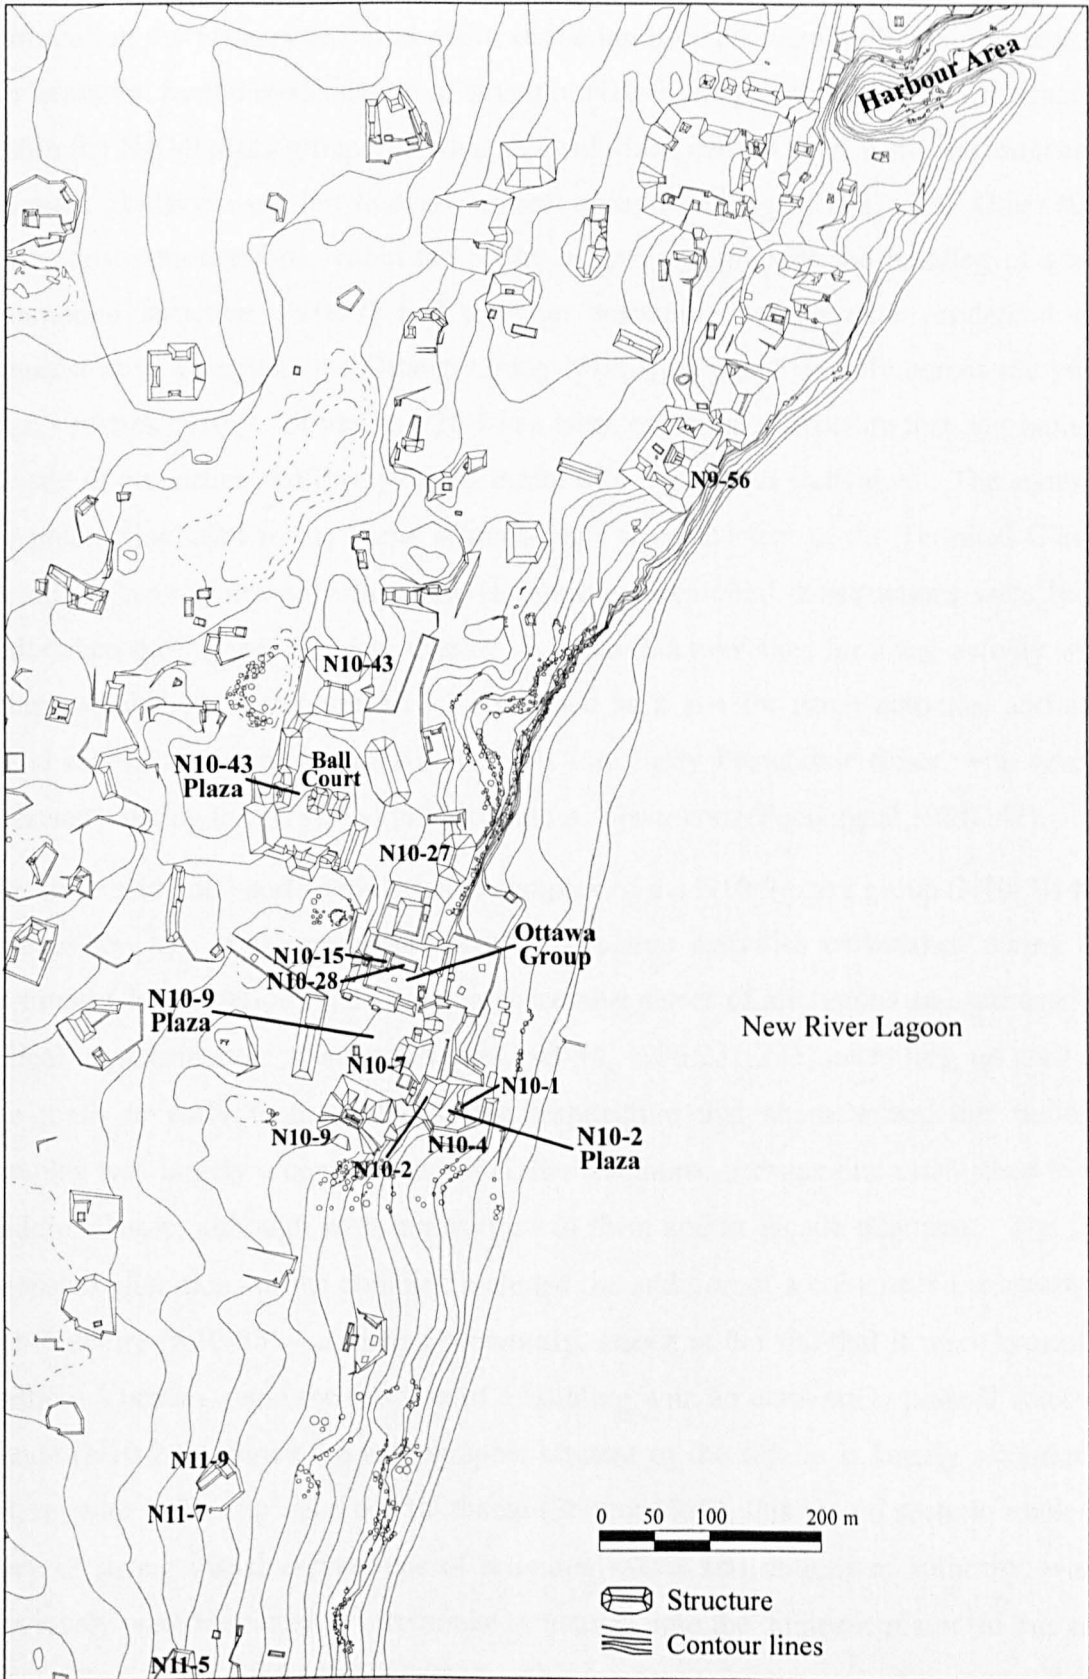 Harbour Area
N9-56
N10-43
N10-43
Plaza
Ball
Court
N10-27
Ottawa
Group
N10-15
N10-28
N10-9
Plaza
New River Lagoon
N10-7
N10-1
N10-9
N10-4
N10-2
Plaza
N10-2
N11-9
N11-7
0 50 100 200 m
Structure
Contour lines
N11-5